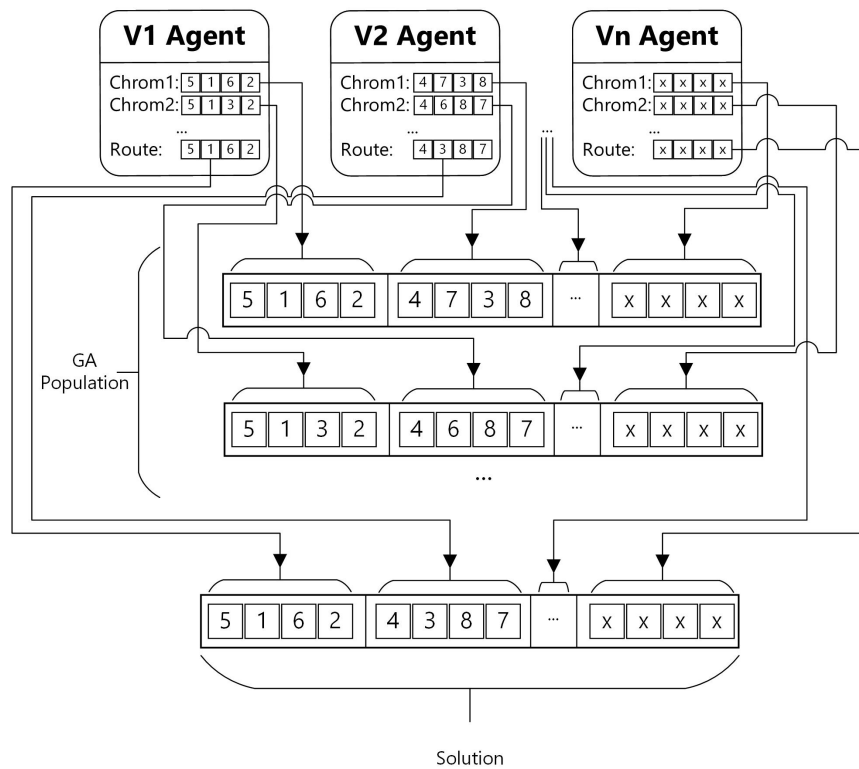 V1 Agent V2 Agent Vn Agent
Chrom1: 5 1 6 2 Chrom1: 4 7 3 8 Chrom1: x x x x
Chrom2: 5 1 3 2 Chrom2: 4 6 8 7 Chrom2: x x x x
... ... ... ...
Route: 5 1 6 2 Route: 4 3 8 7 Route: x x x x
5 1 6 2 4 7 3 8 ... x x x x
GA
Population
5 1 3 2 4 6 8 7 ... x x x x
...
5 1 6 2 4 3 8 7 ... x x x x
Solution